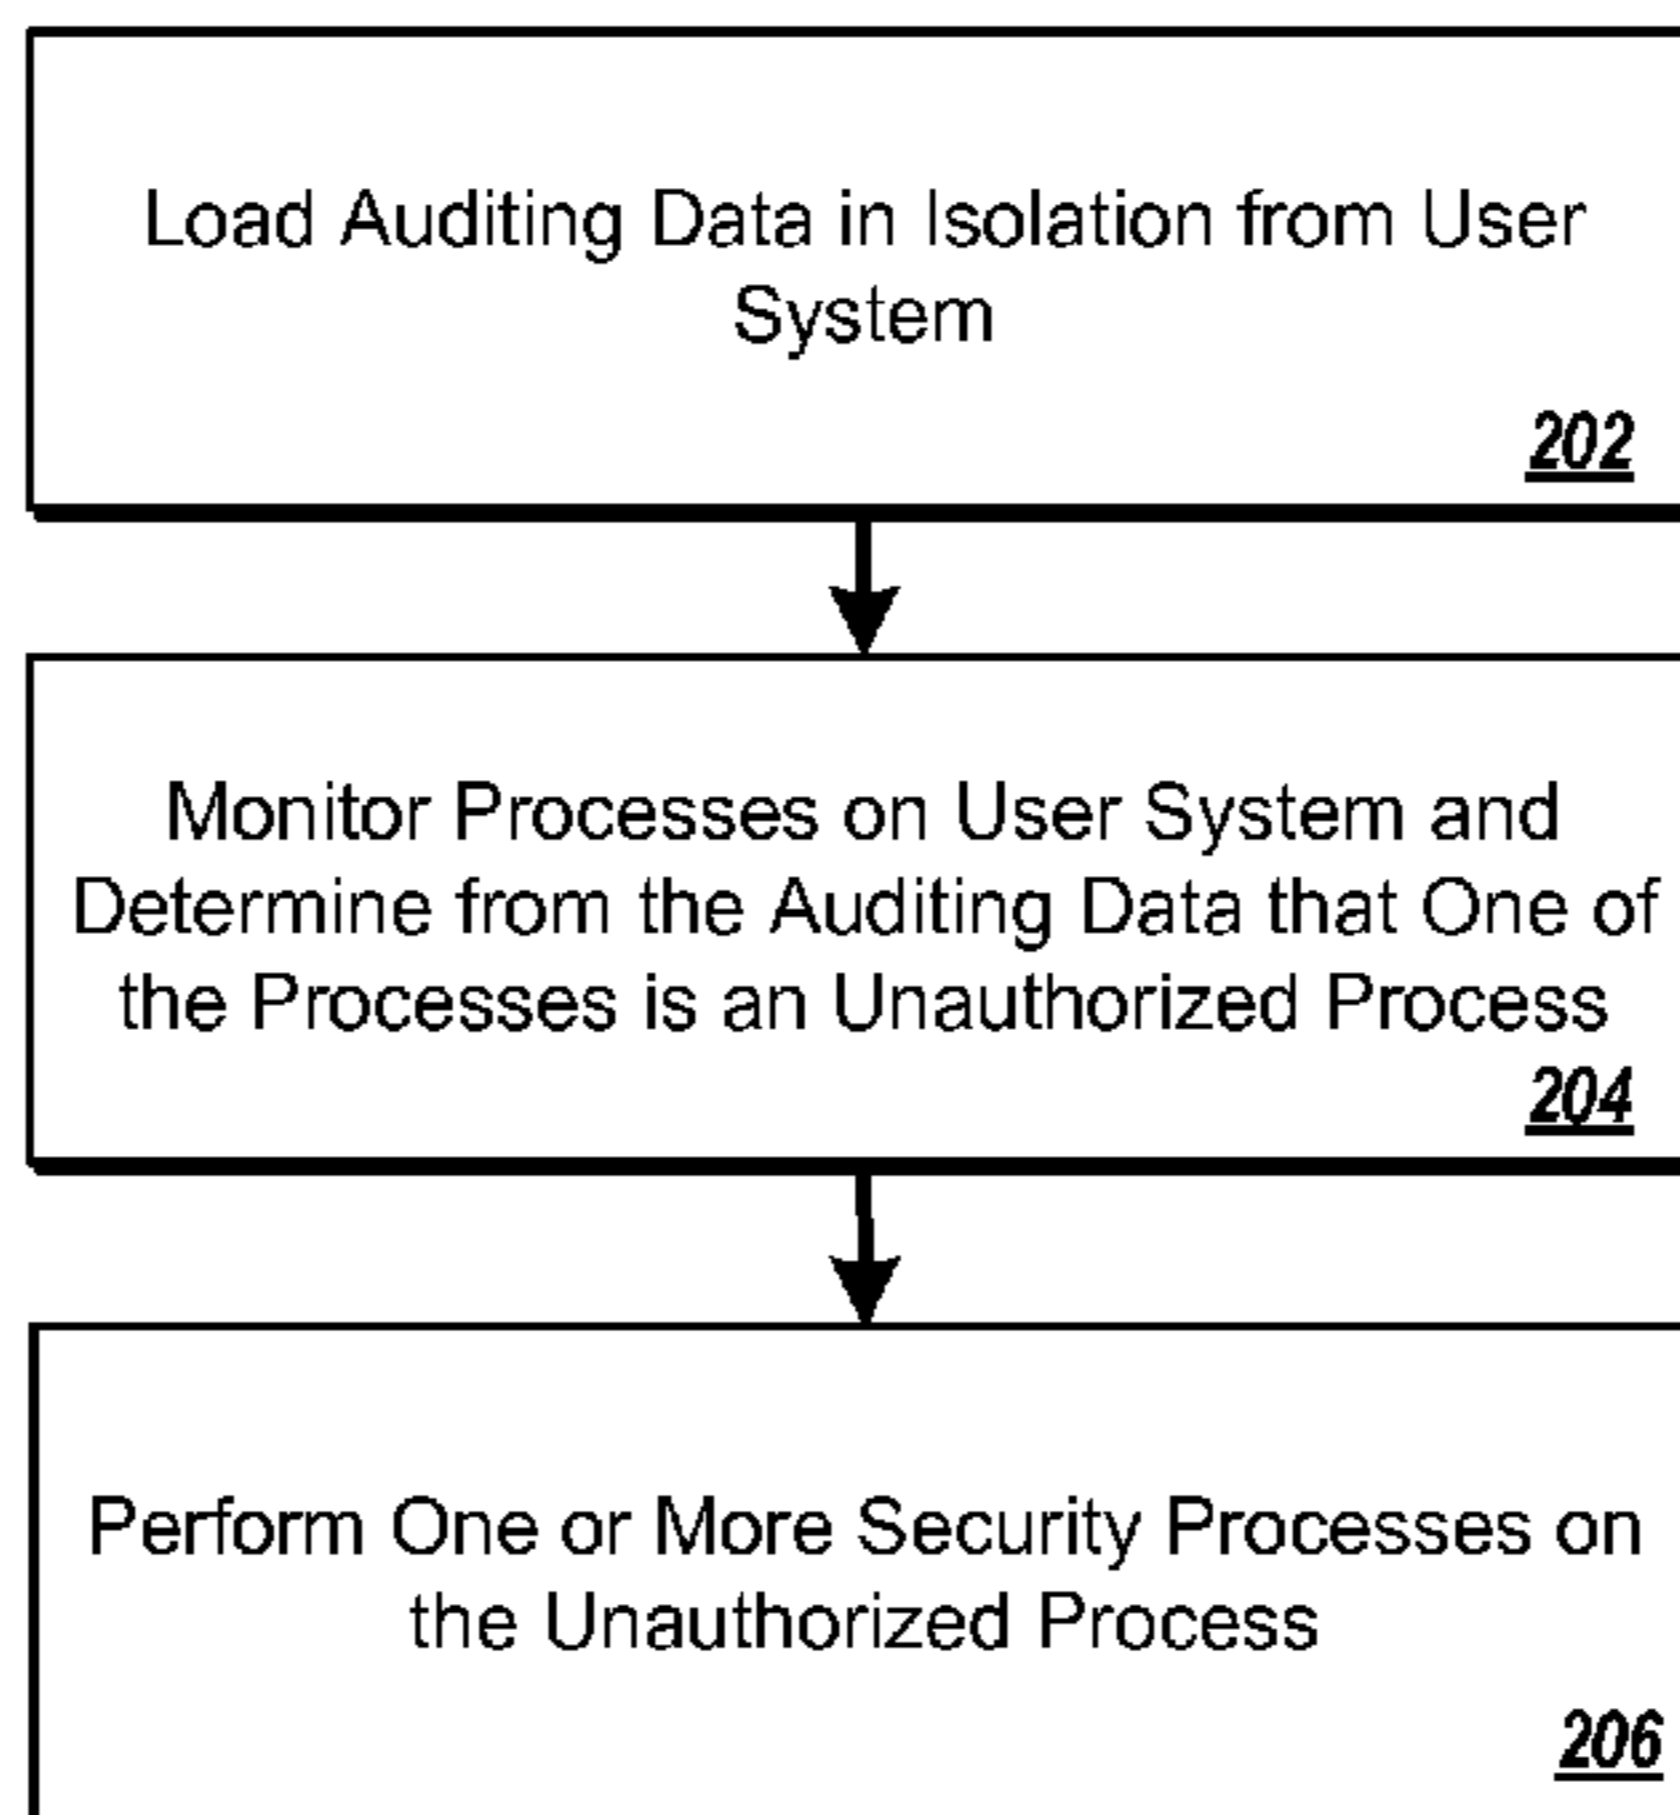 Load Auditing Data in Isolation from User
System
202
Monitor Processes on User System and
Determine from the Auditing Data that One of
the Processes is an Unauthorized Process
204
Perform One or More Security Processes on
the Unauthorized Process
206